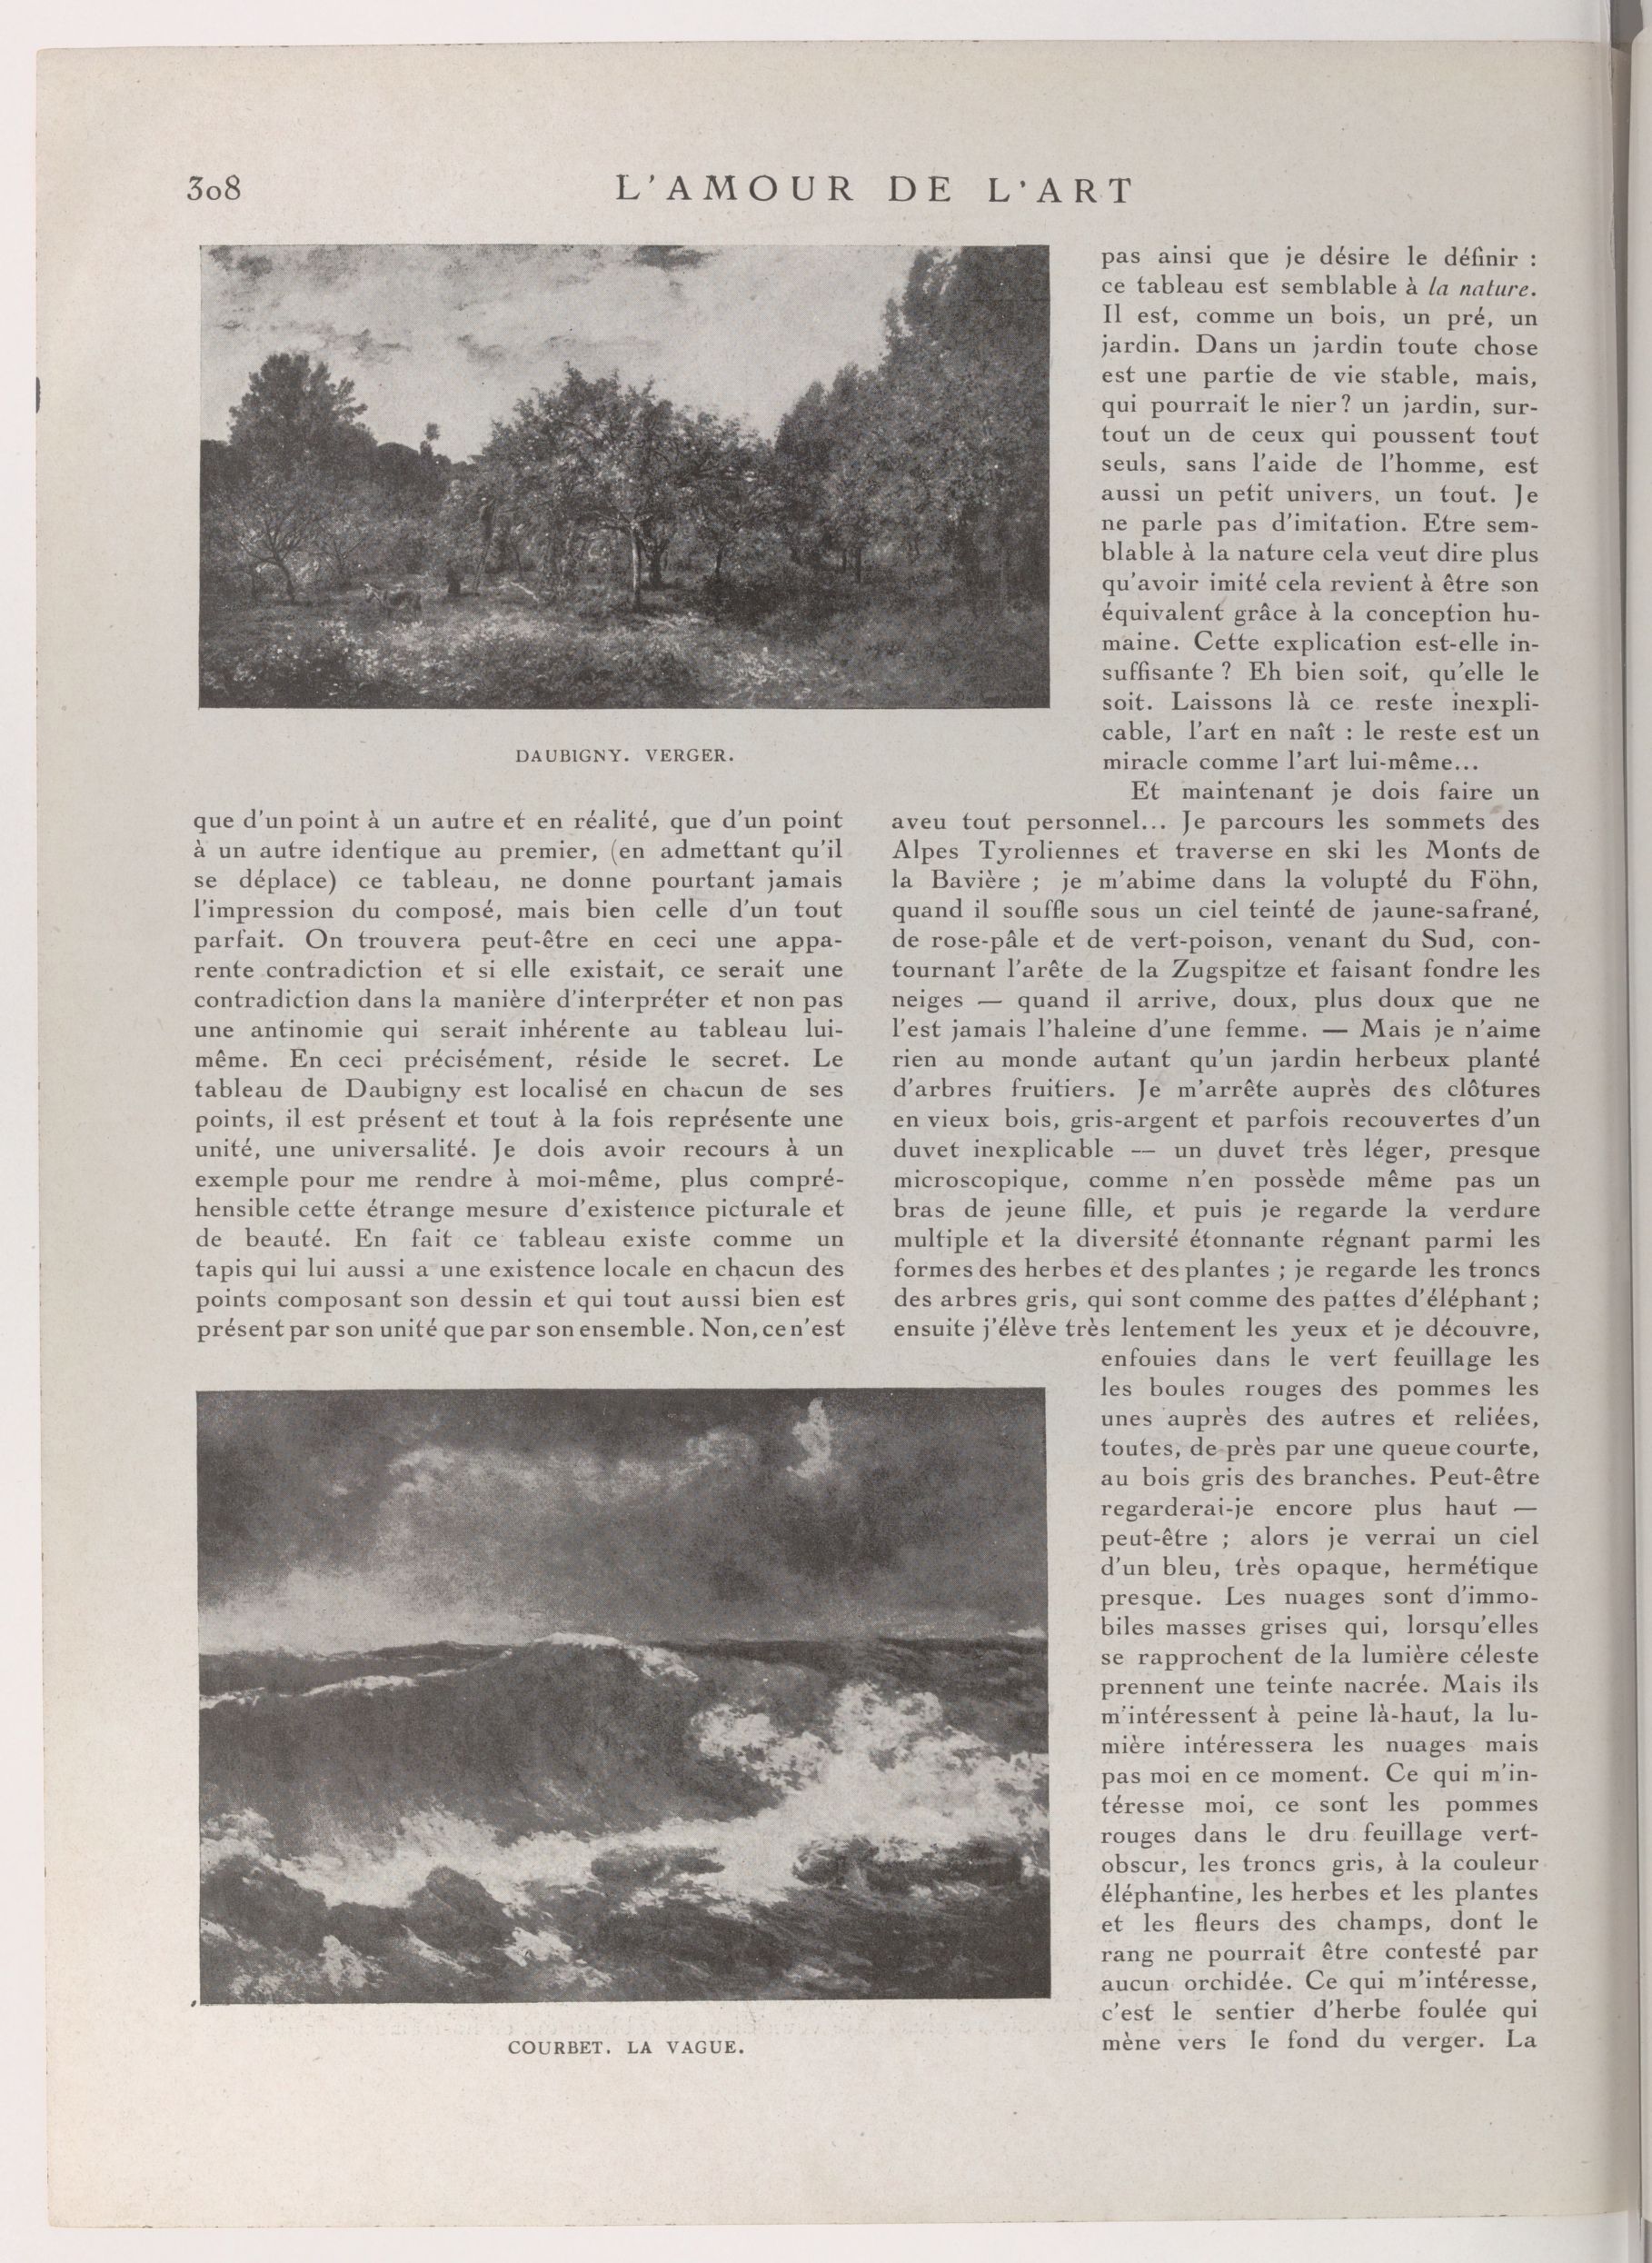 308
L'AMOUR DE L'ART
DAUBIGNY. VERGER.
que d'un point à un autre et en réalité, que d'un point
à un autre identique au premier, (en admettant qu'il
se déplace) ce tableau, ne donne pourtant jamais
l'impression du composé, mais bien celle d'un tout
parfait. On trouvera peut-être en ceci une appa-
rente contradiction et si elle existait, ce serait une
contradiction dans la manière d'interpréter et non pas
une antinomie qui serait inhérente au tableau lui-
même. En ceci précisément, réside le secret. Le
tableau de Daubigny est localisé en chacun de ses
points, il est présent et tout à la fois représente une
unité, une universalité. Je dois avoir recours à un
exemple pour me rendre à moi-même, plus compré-
hensible cette étrange mesure d'existence picturale et
de beauté. En fait ce tableau existe comme un
tapis qui lui aussi a une existence locale en chacun des
points composant son dessin et qui tout aussi bien est
présent par son unité que par son ensemble. Non, ce n'est
pas ainsi que je désire le définir :
ce tableau est semblable à la nature.
Il est, comme un bois, un pré, un
jardin. Dans un jardin toute chose
est une partie de vie stable, mais,
qui pourrait le nier ? un jardin, sur-
tout un de ceux qui poussent tout
seuls, sans l'aide de l'homme, est
aussi un petit univers, un tout. Je
ne parle pas d'imitation. Etre sem-
blable à la nature cela veut dire plus
qu'avoir imité cela revient à être son
équivalent grâce à la conception hu-
maine. Cette explication est-elle in-
suffisante ? Eh bien soit, qu'elle le
soit. Laissons là ce reste inexpli-
cable, l'art en naît : le reste est un
miracle comme l'art lui-même...
Et maintenant je dois faire un
aveu tout personnel... Je parcours les sommets des
Alpes Tyroliennes et traverse en ski les Monts de
la Bavière ; je m'abime dans la volupté du Föhn,
quand il souffle sous un ciel teinté de jaune-safrané,
de rose-pâle et de vert-poison, venant du Sud, con-
tournant l'arête de la Zugspitze et faisant fondre les
neiges — quand il arrive, doux, plus doux que ne
l'est jamais l'haleine d'une femme. — Mais je n'aime
rien au monde autant qu'un jardin herbeux planté
d'arbres fruitiers. Je m'arrête auprès des clôtures
en vieux bois, gris-argent et parfois recouvertes d'un
duvet inexplicable — un duvet très léger, presque
microscopique, comme n'en possède même pas un
bras de jeune fille, et puis je regarde la verdure
multiple et la diversité étonnante régnant parmi les
formes des herbes et des plantes ; je regarde les troncs
des arbres gris, qui sont comme des pattes d'éléphant ;
ensuite j'élève très lentement les yeux et je découvre,
enfouies dans le vert feuillage les
les boules rouges des pommes les
unes auprès des autres et reliées,
toutes, de près par une queue courte,
au bois gris des branches. Peut-être
regarderai-je encore plus haut —
peut-être ; alors je verrai un ciel
d'un bleu, très opaque, hermétique
presque. Les nuages sont d'immo-
biles masses grises qui, lorsqu'elles
se rapprochent de la lumière céleste
prennent une teinte nacrée. Mais ils
m'intéressent à peine là-haut, la lu-
mière intéressera les nuages mais
pas moi en ce moment. Ce qui m'in-
téresse moi, ce sont les pommes
rouges dans le dru feuillage vert-
obscur, les troncs gris, à la couleur
éléphantine, les herbes et les plantes
et les fleurs des champs, dont le
rang ne pourrait être contesté par
aucun orchidée. Ce qui m'intéresse,
c'est le sentier d'herbe foulée qui
mène vers le fond du verger. La
COURBET. LA VAGUE.